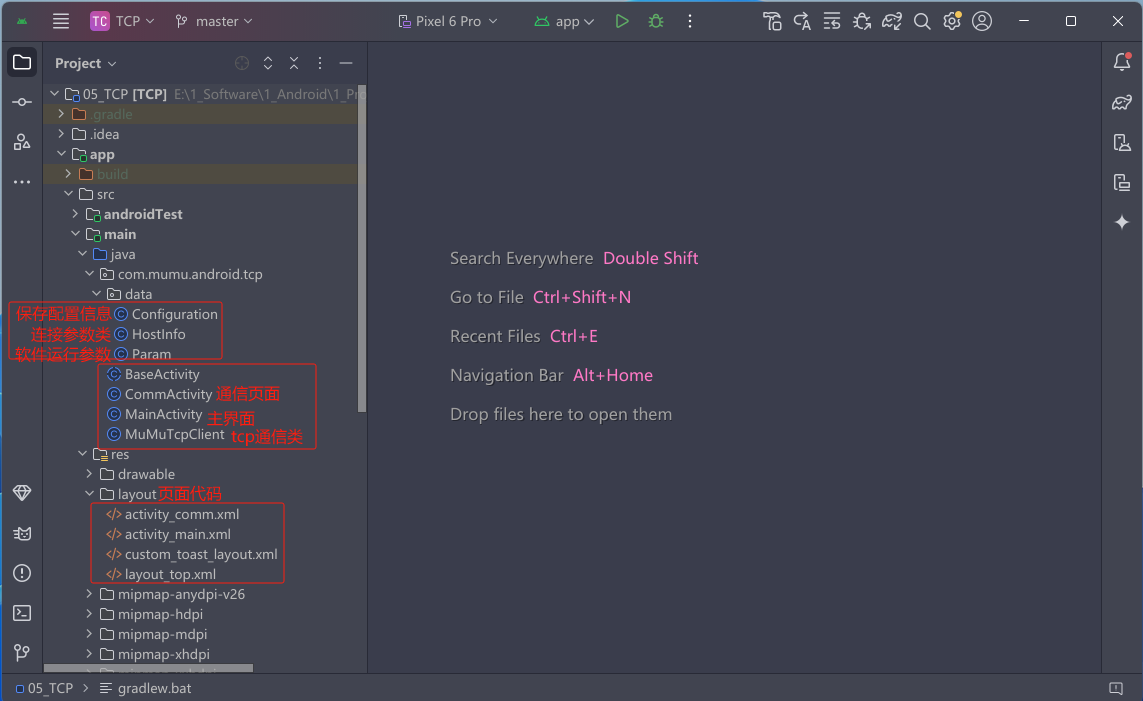 TC TCP master Pixel 6 Pro app
Project
05_TCP [TCP] E:\1_Software\1_Android\1_Pro
.gradle
.idea
app
build
src
androidTest
main
java
com.mumu.android.tcp
data
保存配置信息 Configuration
连接参数类 HostInfo
软件运行参数 Param
BaseActivity
CommActivity 通信页面
MainActivity 主界面
MuMuTcpClient tcp通信类
res
drawable
layout 页面代码
activity_comm.xml
activity_main.xml
custom_toast_layout.xml
layout_top.xml
mipmap-anydpi-v26
mipmap-hdpi
mipmap-mdpi
mipmap-xhdpi
Search Everywhere Double Shift
Go to File Ctrl+Shift+N
Recent Files Ctrl+E
Navigation Bar Alt+Home
Drop files here to open them
05_TCP gradlew.bat